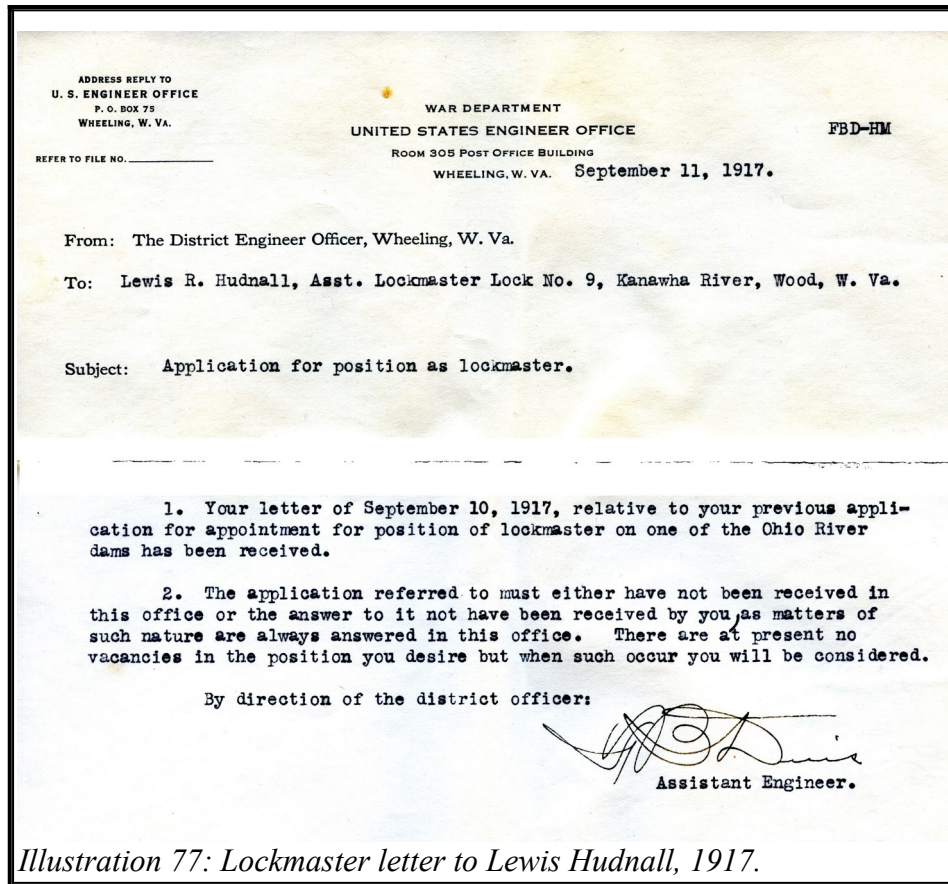 ADDRESS REPLY TO
U. S. ENGINEER OFFICE
P. O. BOX 75
WHEELING, W. VA.
REFER TO FILE NO.
WAR DEPARTMENT
UNITED STATES ENGINEER OFFICE
ROOM 305 POST OFFICE BUILDING
WHEELING, W. VA. September 11, 1917.
FBD-HM
From: The District Engineer Officer, Wheeling, W. Va.
To: Lewis R. Hudnall, Asst. Lockmaster Lock No. 9, Kanawha River, Wood, W. Va.
Subject: Application for position as lockmaster.
1. Your letter of September 10, 1917, relative to your previous appli-
cation for appointment for position of lockmaster on one of the Ohio River
dams has been received.
2. The application referred to must either have not been received in
this office or the answer to it not have been received by you, as matters of
such nature are always answered in this office. There are at present no
vacancies in the position you desire but when such occur you will be considered.
By direction of the district officer:
Assistant Engineer.
Illustration 77: Lockmaster letter to Lewis Hudnall, 1917.